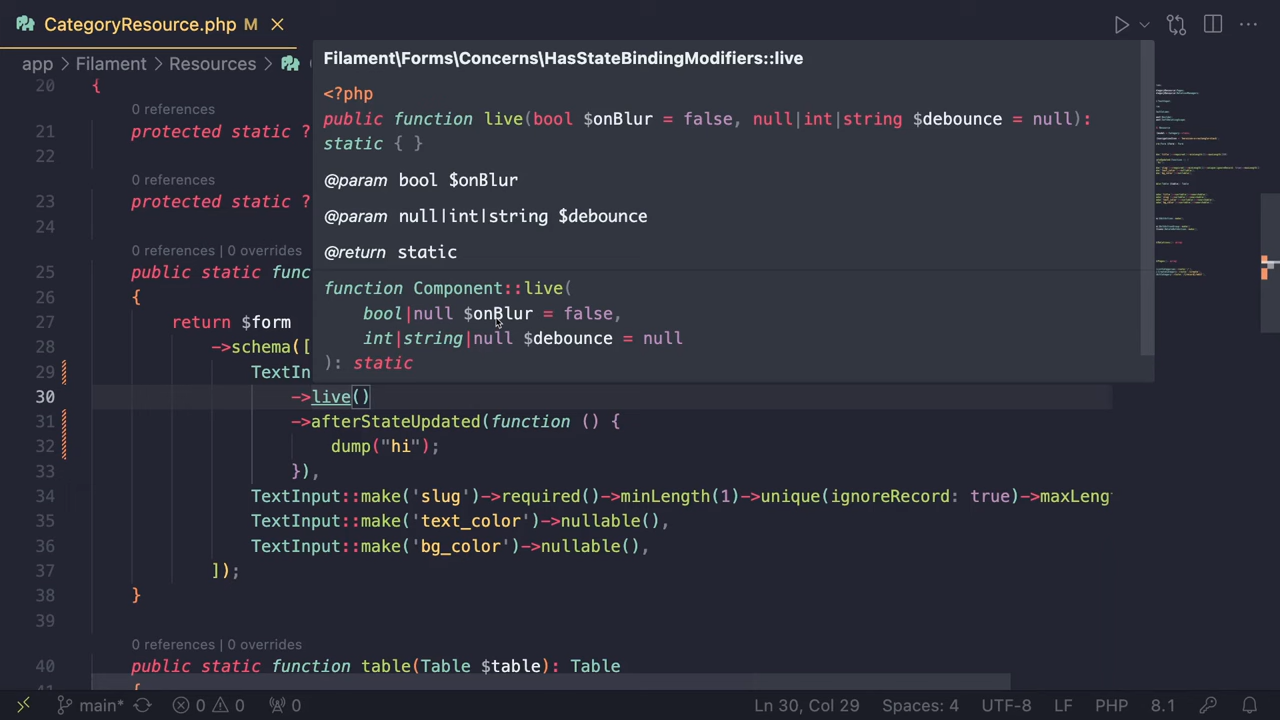 CategoryResource.php M
app > Filament > Resources >
Filament\Forms\Concerns\HasStateBindingModifiers::live
<?php
public function live(bool $onBlur = false, null|int|string $debounce = null):
static { }
@param bool $onBlur
@param null|int|string $debounce
@return static
function Component::live(
bool|null $onBlur = false,
int|string|null $debounce = null
): static
20 {
0 references
21 protected static ?
22
0 references
23 protected static ?
24
0 references | 0 overrides
25 public static func
26 {
27 return $form
28 ->schema([
29 TextIn
30 ->live()
31 ->afterStateUpdated(function () {
32 dump("hi");
33 }),
34 TextInput::make('slug')->required()->minLength(1)->unique(ignoreRecord: true)->maxLeng
35 TextInput::make('text_color')->nullable(),
36 TextInput::make('bg_color')->nullable(),
37 ]);
38 }
39
0 references | 0 overrides
40 public static function table(Table $table): Table
41 {
main* 0 0 0 Ln 30, Col 29 Spaces: 4 UTF-8 LF PHP 8.1